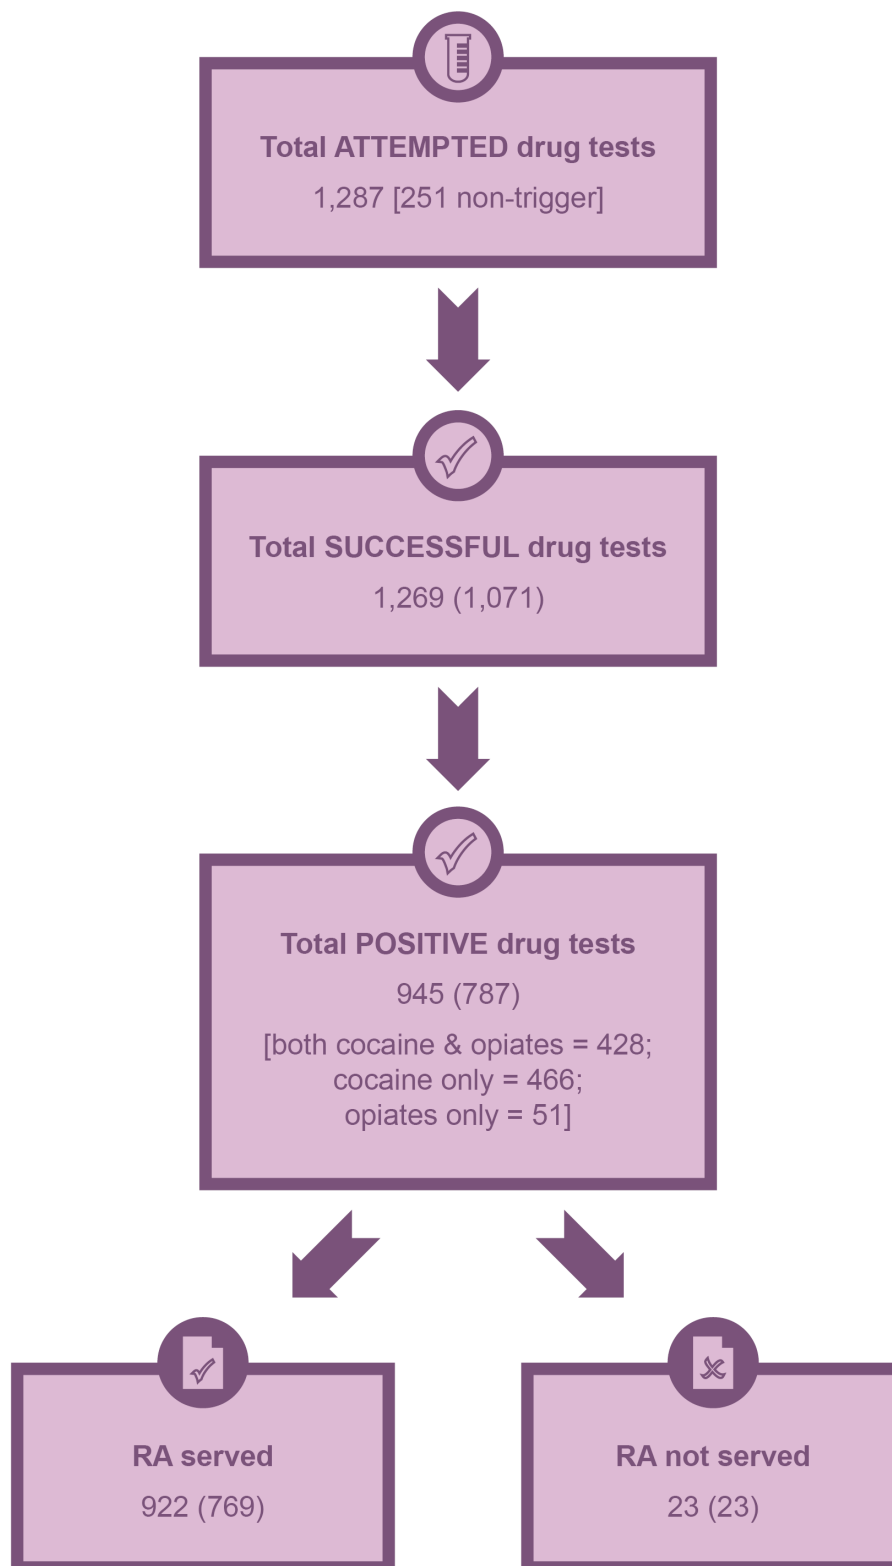 Total ATTEMPTED drug tests
1,287 [251 non-trigger]
Total SUCCESSFUL drug tests
1,269 (1,071)
Total POSITIVE drug tests
945 (787)
[both cocaine & opiates = 428;
cocaine only = 466;
opiates only = 51]
RA served
922 (769)
RA not served
23 (23)